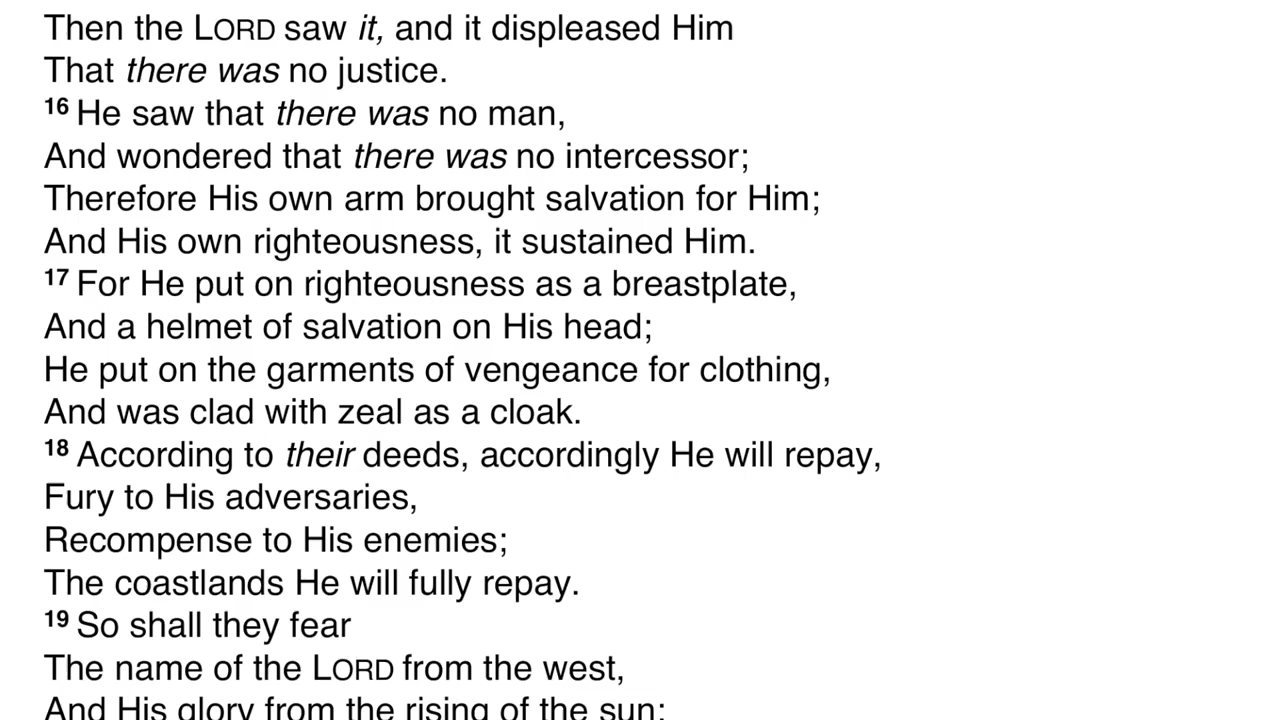 Then the LORD saw it, and it displeased Him
That there was no justice.
16 He saw that there was no man,
And wondered that there was no intercessor;
Therefore His own arm brought salvation for Him;
And His own righteousness, it sustained Him.
17 For He put on righteousness as a breastplate,
And a helmet of salvation on His head;
He put on the garments of vengeance for clothing,
And was clad with zeal as a cloak.
18 According to their deeds, accordingly He will repay,
Fury to His adversaries,
Recompense to His enemies;
The coastlands He will fully repay.
19 So shall they fear
The name of the LORD from the west,
And His glory from the rising of the sun;